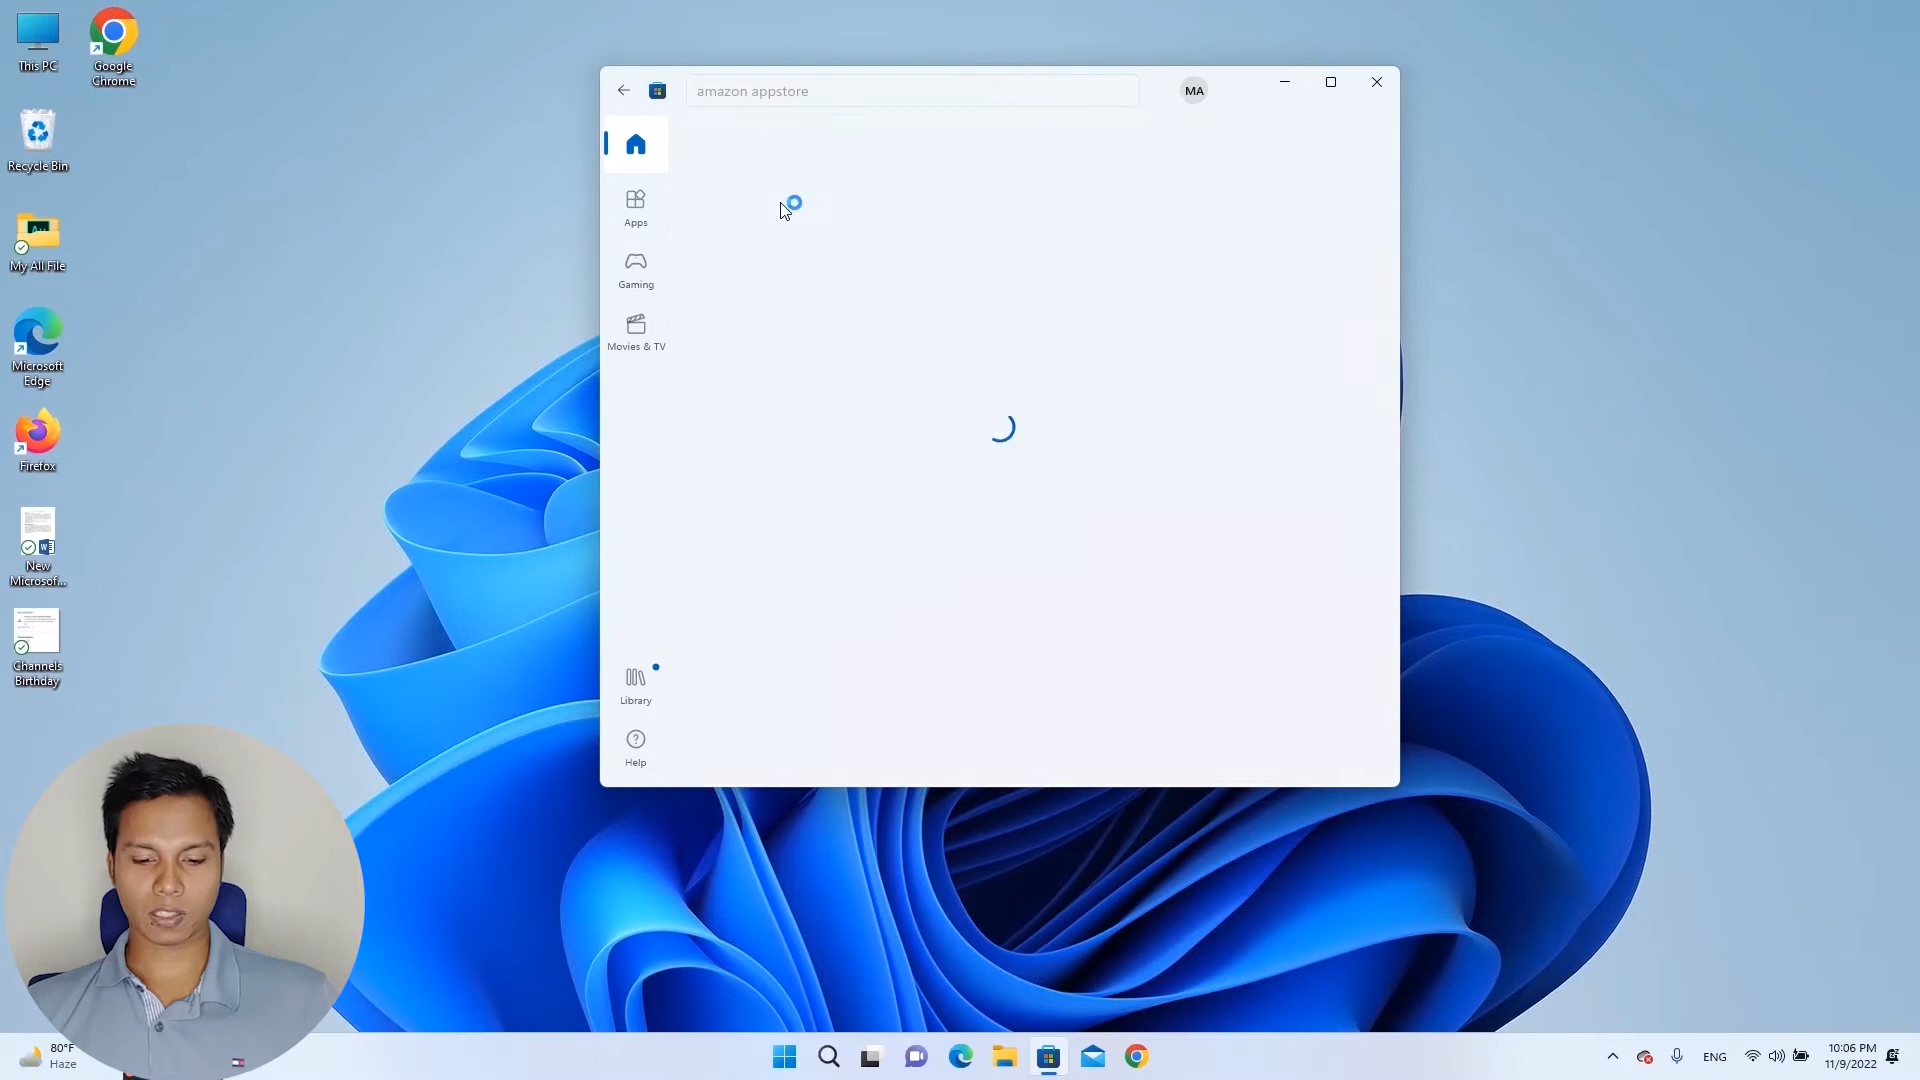 This PC
Google
Chrome
Recycle Bin
My All File
Microsoft
Edge
Firefox
New
Microsof...
Channels
Birthday
amazon appstore
MA
Apps
Gaming
Movies & TV
Library
Help
80°F
Haze
ENG
10:06 PM
11/9/2022